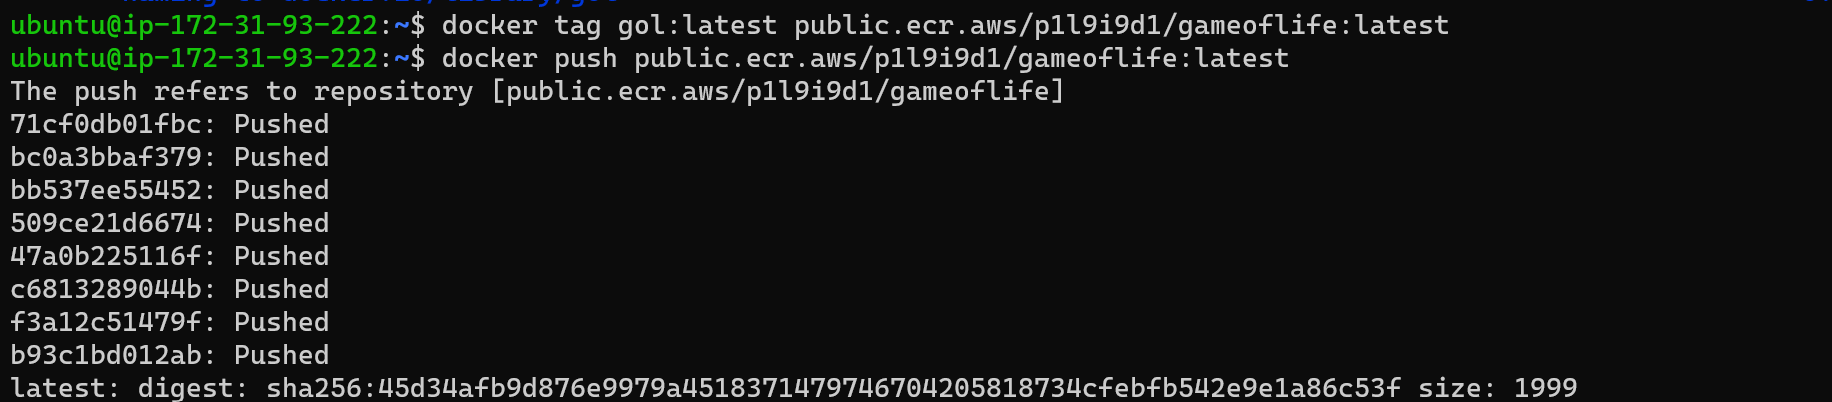 ubuntu@ip-172-31-93-222:~$ docker tag gol:latest public.ecr.aws/p1l9i9d1/gameoflife:latest
ubuntu@ip-172-31-93-222:~$ docker push public.ecr.aws/p1l9i9d1/gameoflife:latest
The push refers to repository [public.ecr.aws/p1l9i9d1/gameoflife]
71cf0db01fbc: Pushed
bc0a3bbaf379: Pushed
bb537ee55452: Pushed
509ce21d6674: Pushed
47a0b225116f: Pushed
c6813289044b: Pushed
f3a12c51479f: Pushed
b93c1bd012ab: Pushed
latest: digest: sha256:45d34afb9d876e9979a4518371479746704205818734cfebfb542e9e1a86c53f size: 1999